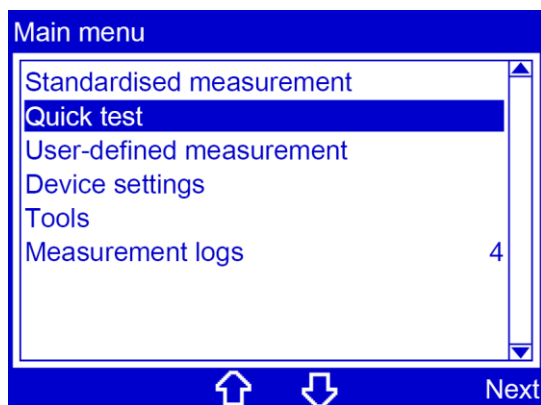 Main menu
Standardised measurement
Quick test
User-defined measurement
Device settings
Tools
Measurement logs 4
Next